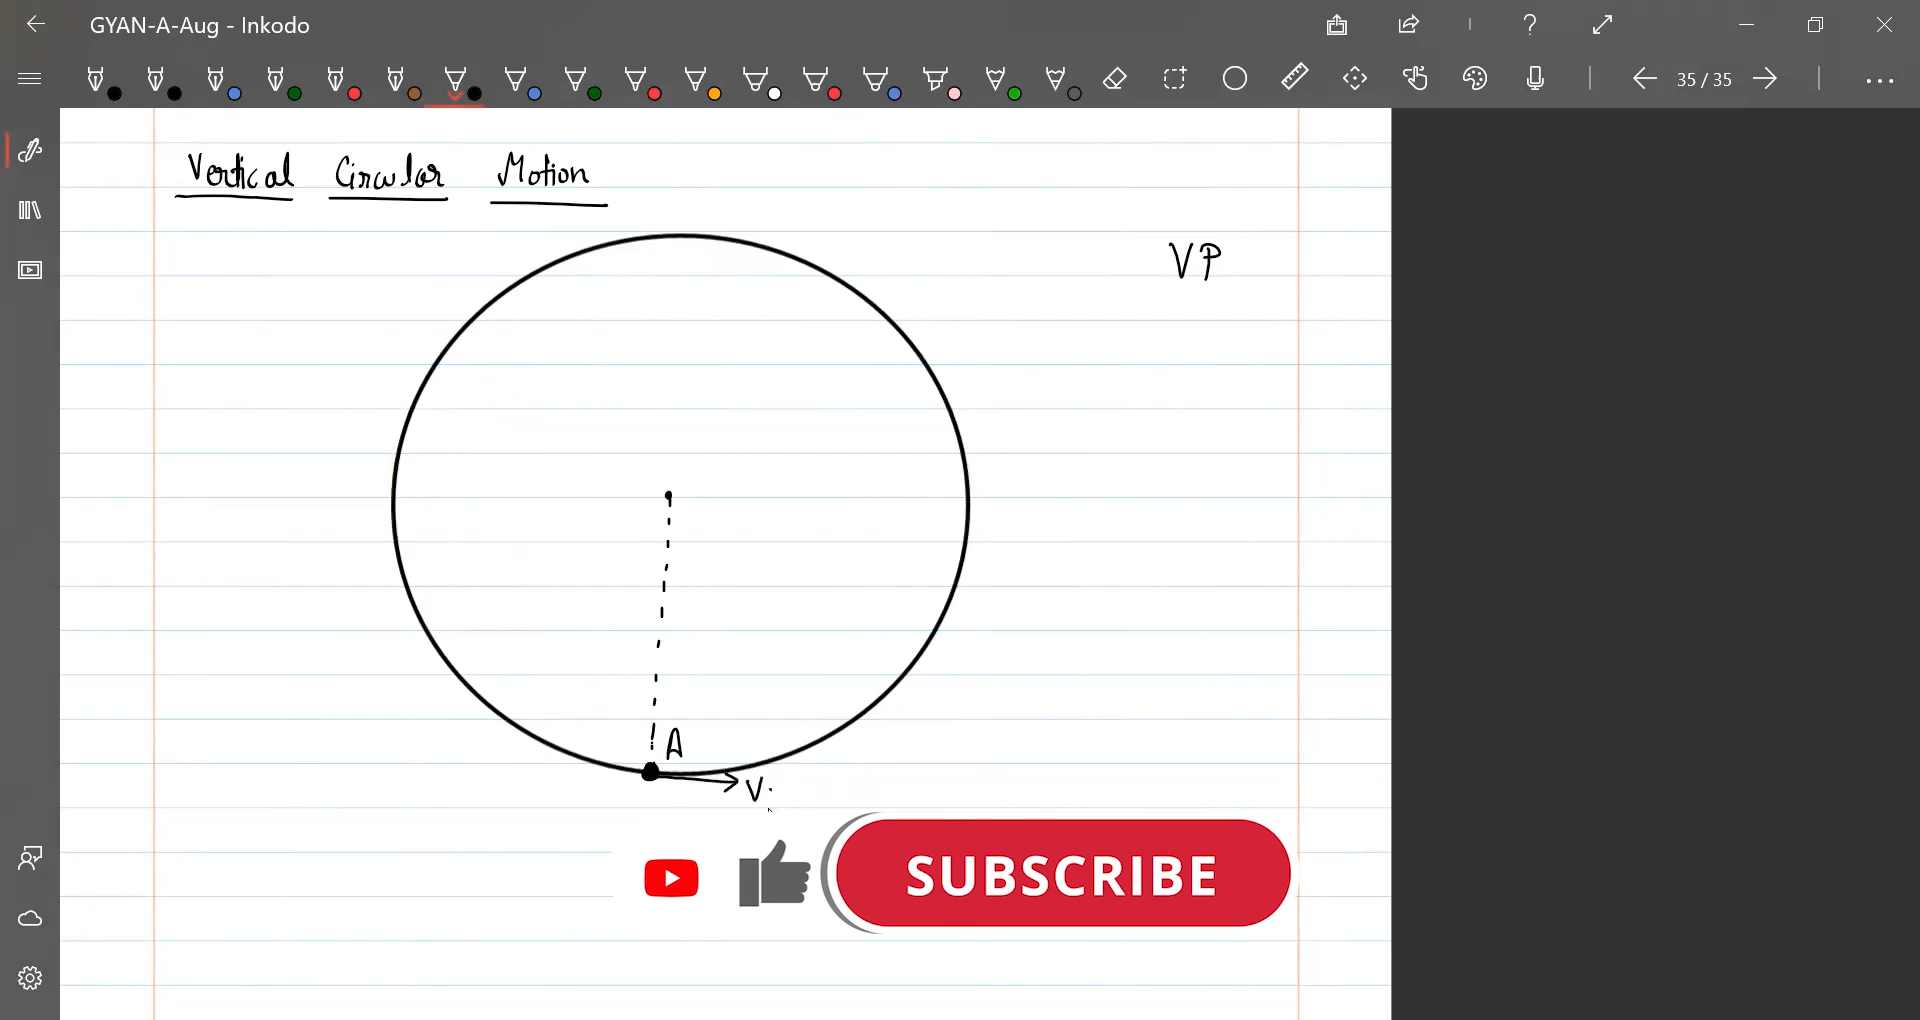 GYAN-A-Aug - Inkodo
35 / 35
Vertical Circular Motion
VP
A
V
SUBSCRIBE